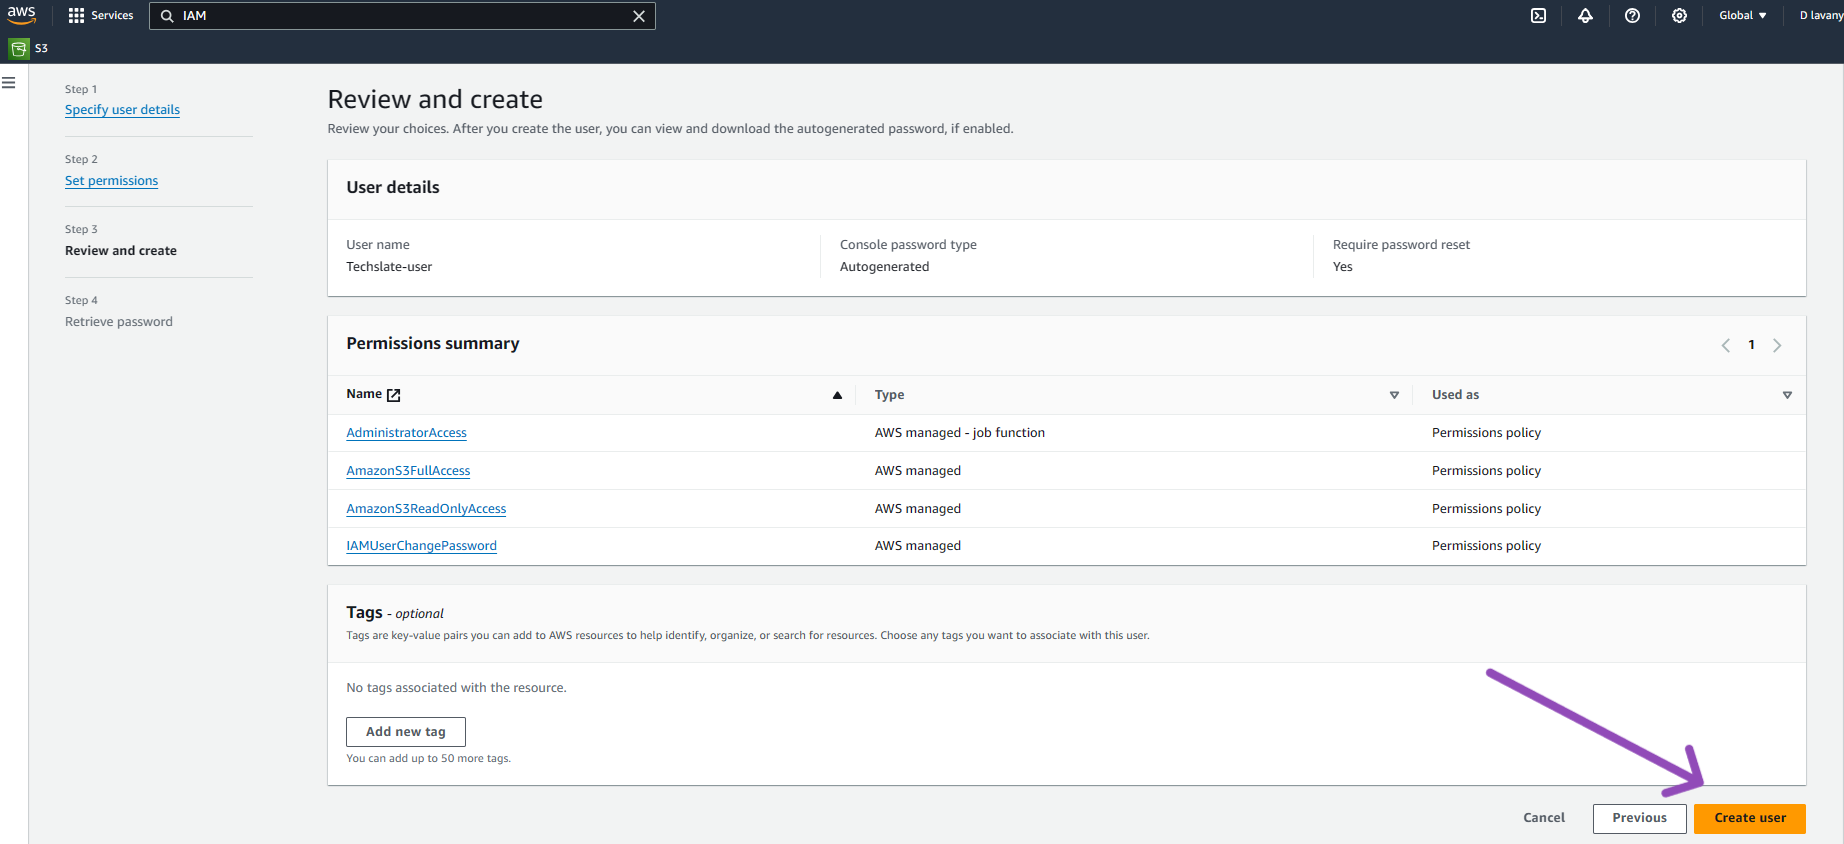 aws Services IAM Global D lavany
S3
Step 1
Specify user details
Step 2
Set permissions
Step 3
Review and create
Step 4
Retrieve password
Review and create
Review your choices. After you create the user, you can view and download the autogenerated password, if enabled.
User details
User name
Techslate-user
Console password type
Autogenerated
Require password reset
Yes
Permissions summary
1
Name Type Used as
AdministratorAccess AWS managed - job function Permissions policy
AmazonS3FullAccess AWS managed Permissions policy
AmazonS3ReadOnlyAccess AWS managed Permissions policy
IAMUserChangePassword AWS managed Permissions policy
Tags - optional
Tags are key-value pairs you can add to AWS resources to help identify, organize, or search for resources. Choose any tags you want to associate with this user.
No tags associated with the resource.
Add new tag
You can add up to 50 more tags.
Cancel Previous Create user